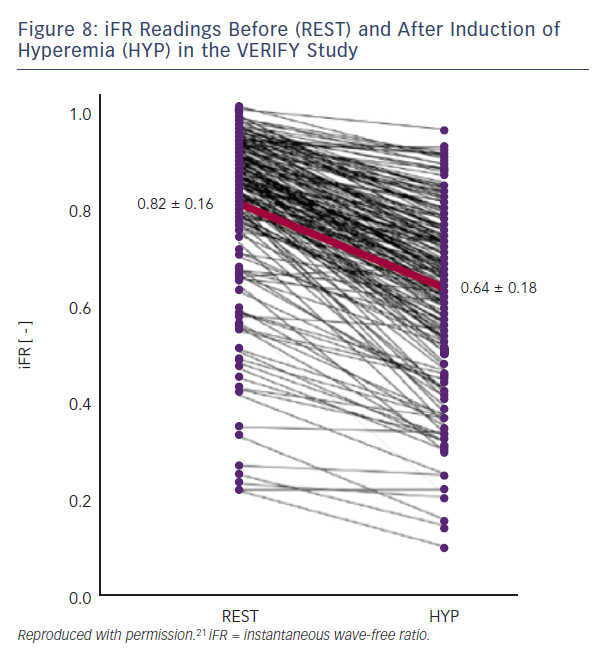 Figure 8: iFR Readings Before (REST) and After Induction of
Hyperemia (HYP) in the VERIFY Study
1.0
0.82 ± 0.16
0.8
0.64 ± 0.18
0.6
iFR [ - ]
0.4
0.2
0.0
REST
HYP
Reproduced with permission.²¹ iFR = instantaneous wave-free ratio.